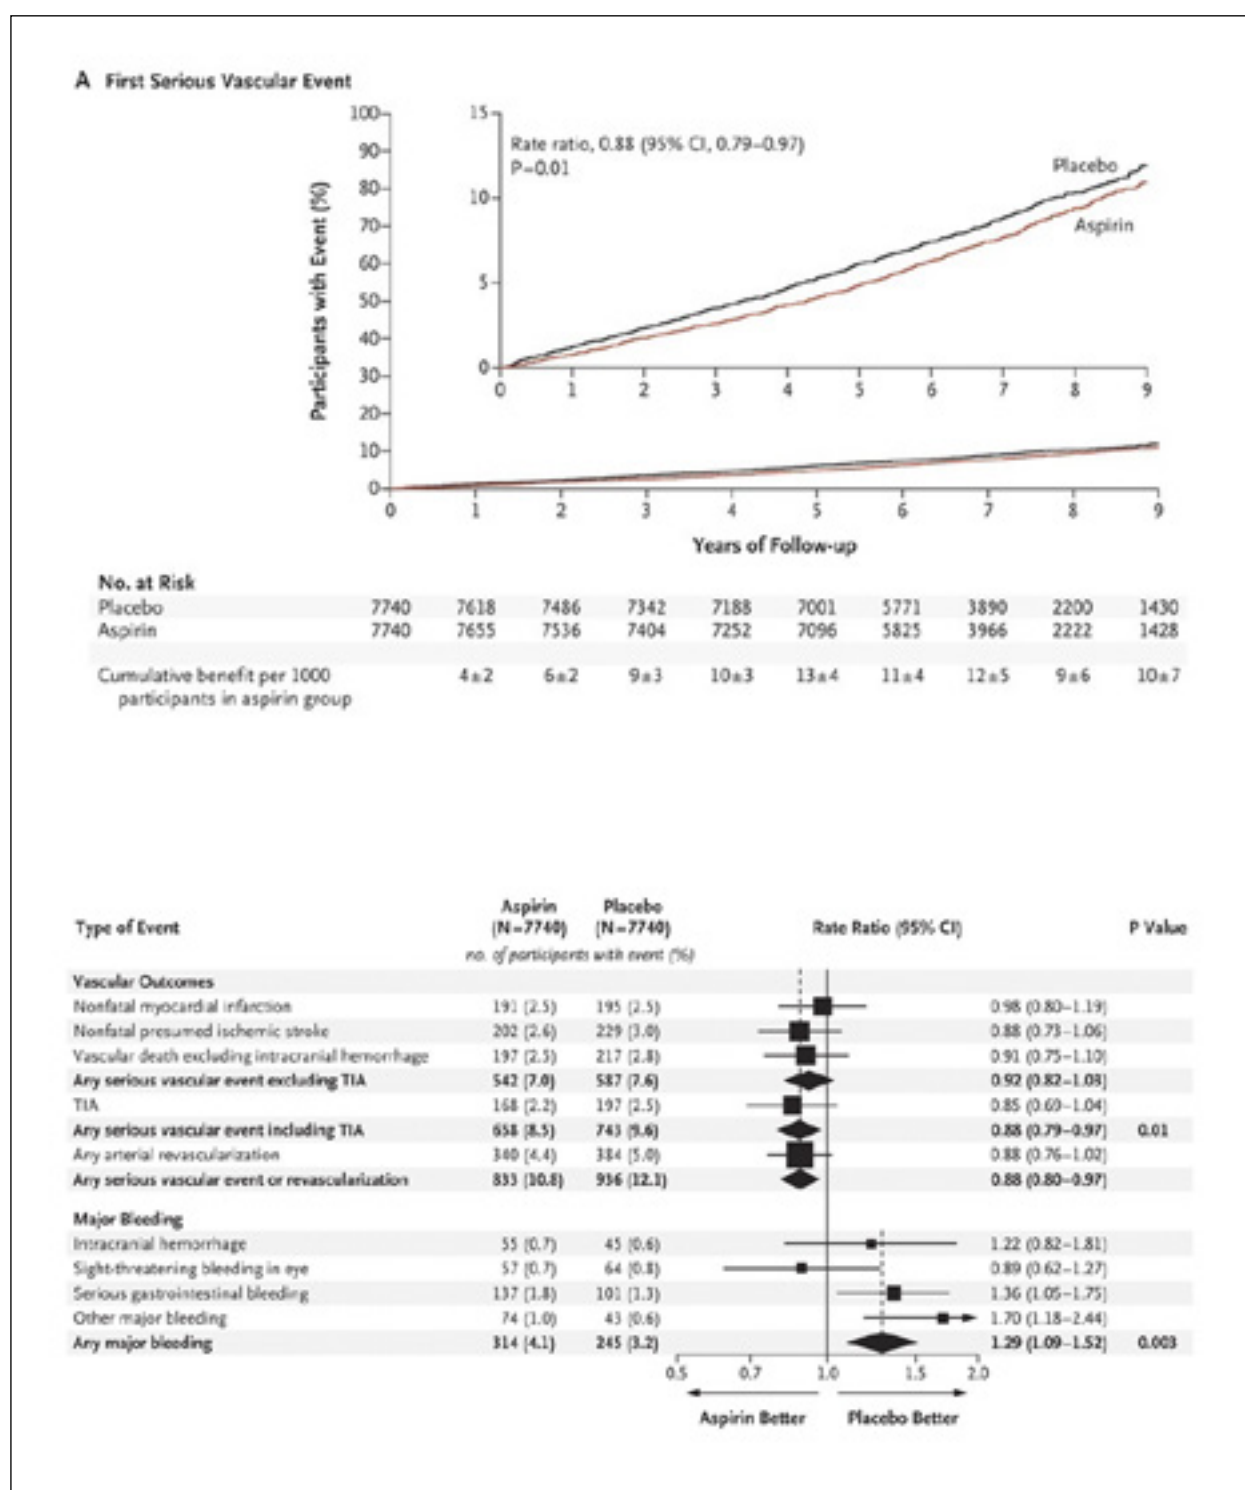 A First Serious Vascular Event
100
90
80
70
60
50
40
30
20
10
0
Participants with Event (%)
15
10
5
0
Rate ratio, 0.88 (95% CI, 0.79–0.97)
P=0.01
Placebo
Aspirin
0 1 2 3 4 5 6 7 8 9
0 1 2 3 4 5 6 7 8 9
Years of Follow-up
No. at Risk
Placebo 7740 7618 7486 7342 7188 7001 5771 3890 2200 1430
Aspirin 7740 7655 7536 7404 7252 7096 5825 3966 2222 1428
Cumulative benefit per 1000 4±2 6±2 9±3 10±3 13±4 11±4 12±5 9±6 10±7
participants in aspirin group
Type of Event Aspirin (N=7740) Placebo (N=7740) Rate Ratio (95% CI) P Value
no. of participants with event (%)
Vascular Outcomes
Nonfatal myocardial infarction 191 (2.5) 195 (2.5) 0.98 (0.80–1.19)
Nonfatal presumed ischemic stroke 202 (2.6) 229 (3.0) 0.88 (0.73–1.06)
Vascular death excluding intracranial hemorrhage 197 (2.5) 217 (2.8) 0.91 (0.75–1.10)
Any serious vascular event excluding TIA 542 (7.0) 587 (7.6) 0.92 (0.82–1.03)
TIA 168 (2.2) 197 (2.5) 0.85 (0.69–1.04)
Any serious vascular event including TIA 658 (8.5) 743 (9.6) 0.88 (0.79–0.97) 0.01
Any arterial revascularization 340 (4.4) 384 (5.0) 0.88 (0.76–1.02)
Any serious vascular event or revascularization 833 (10.8) 936 (12.1) 0.88 (0.80–0.97)
Major Bleeding
Intracranial hemorrhage 55 (0.7) 45 (0.6) 1.22 (0.82–1.81)
Sight-threatening bleeding in eye 57 (0.7) 64 (0.8) 0.89 (0.62–1.27)
Serious gastrointestinal bleeding 137 (1.8) 101 (1.3) 1.36 (1.05–1.75)
Other major bleeding 74 (1.0) 43 (0.6) 1.70 (1.18–2.44)
Any major bleeding 314 (4.1) 245 (3.2) 1.29 (1.09–1.52) 0.003
0.5 0.7 1.0 1.5 2.0
Aspirin Better Placebo Better